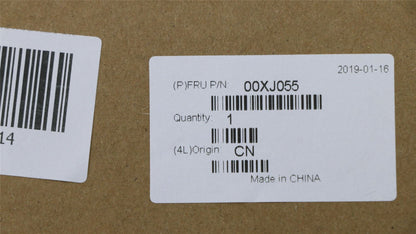 2019-01-16
(P)FRU P/N: 00XJ055
Quantity: 1
(4L)Origin: CN
Made in CHINA
14